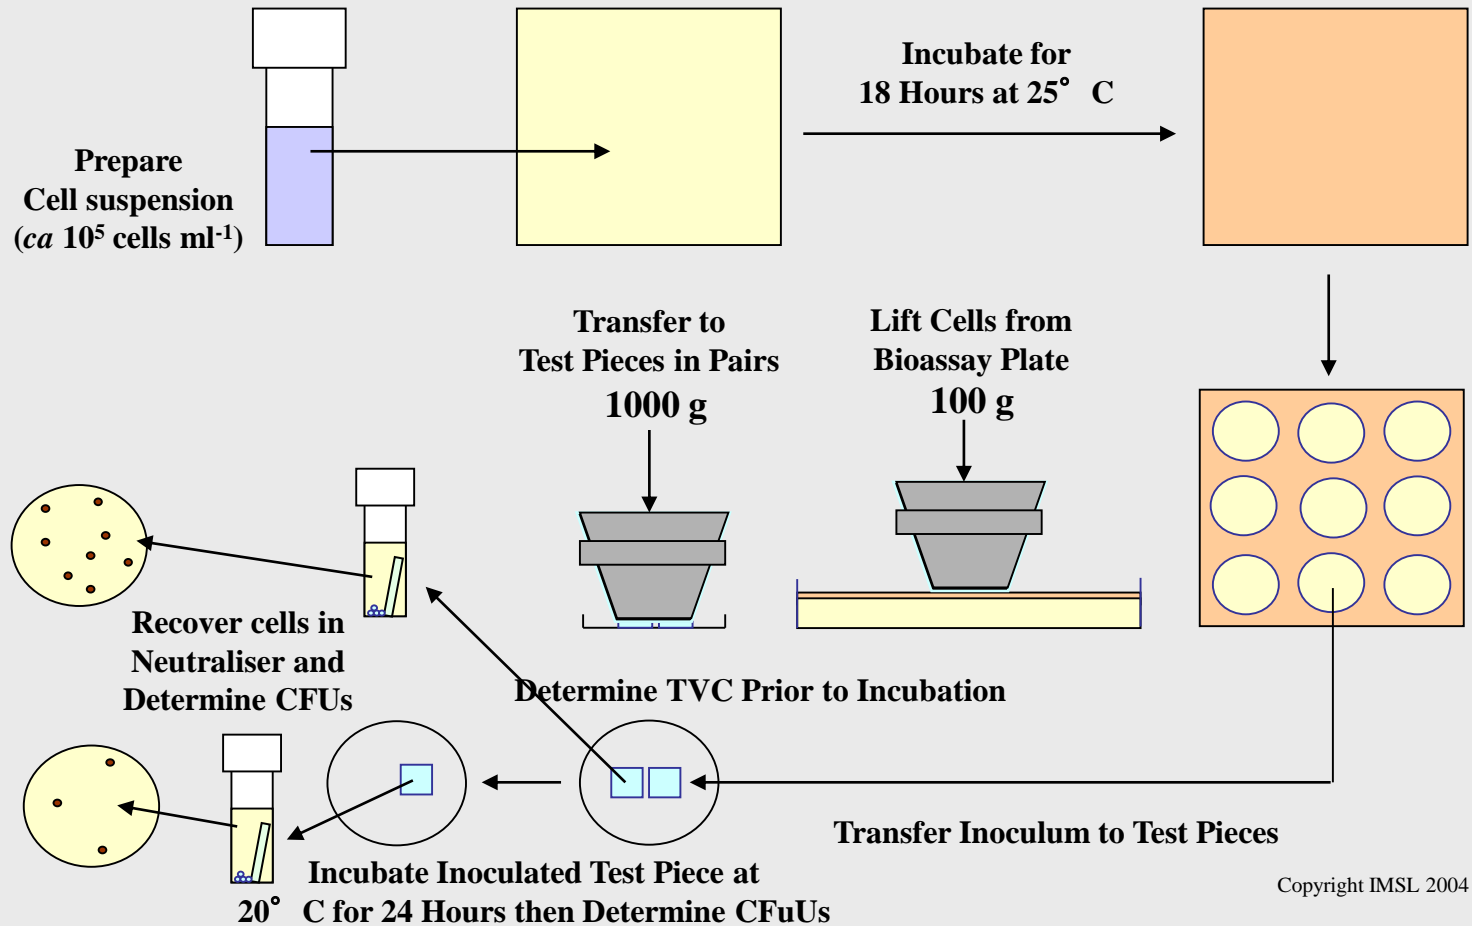 Incubate for
18 Hours at 25° C
Prepare
Cell suspension
(ca 10⁵ cells ml⁻¹)
Transfer to
Test Pieces in Pairs
1000 g
Lift Cells from
Bioassay Plate
100 g
Recover cells in
Neutraliser and
Determine CFUs
Determine TVC Prior to Incubation
Transfer Inoculum to Test Pieces
Incubate Inoculated Test Piece at
20° C for 24 Hours then Determine CFuUs
Copyright IMSL 2004